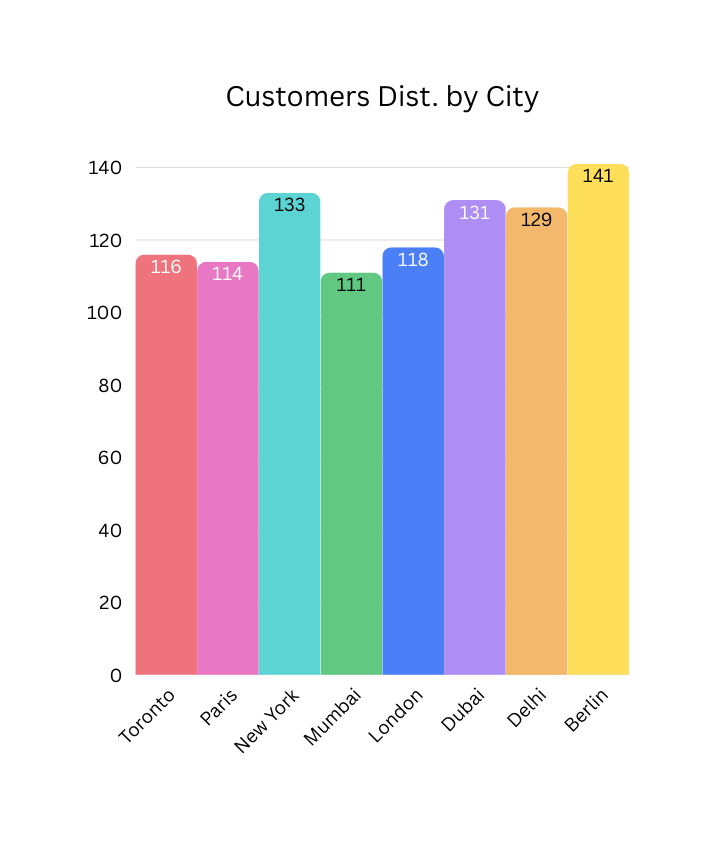 Customers Dist. by City
140
120
100
80
60
40
20
0
116
114
133
111
118
131
129
141
Toronto
Paris
New York
Mumbai
London
Dubai
Delhi
Berlin